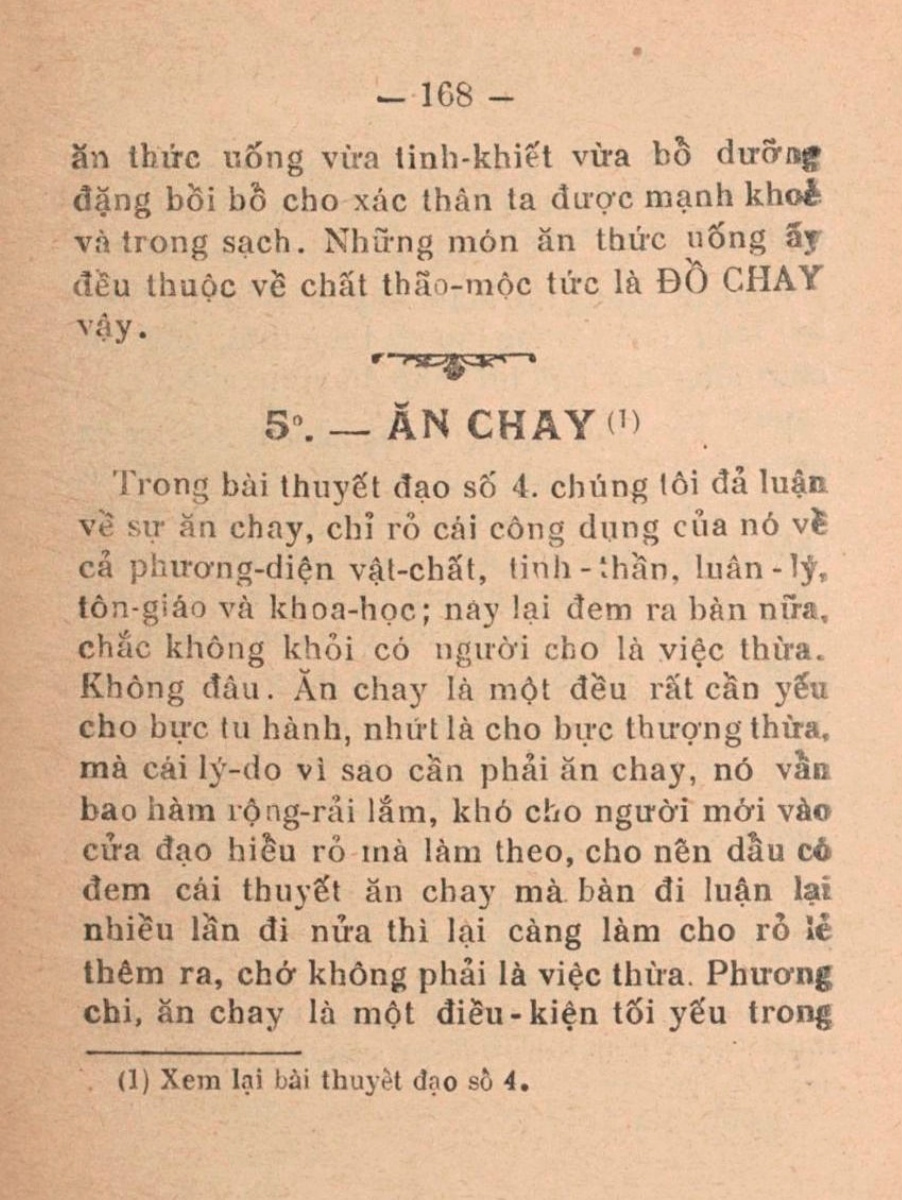 — 168 —
ăn thức uống vừa tinh-khiết vừa bổ dưỡng
đặng bồi bổ cho xác thân ta được mạnh khoẻ
và trong sạch. Những món ăn thức uống ấy
đều thuộc về chất thão-mộc tức là ĐỒ CHAY
vậy.
5º. — ĂN CHAY (1)
Trong bài thuyết đạo số 4. chúng tôi đả luận
về sự ăn chay, chỉ rỏ cái công dụng của nó về
cả phương-diện vật-chất, tinh-thần, luân-lý,
tôn-giáo và khoa-học; nay lại đem ra bàn nữa,
chắc không khỏi có người cho là việc thừa.
Không đâu. Ăn chay là một đều rất cần yếu
cho bực tu hành, nhứt là cho bực thượng thừa,
mà cái lý-do vì sao cần phải ăn chay, nó vẫn
bao hàm rộng-rải lắm, khó cho người mới vào
cửa đạo hiểu rỏ mà làm theo, cho nên dầu có
đem cái thuyết ăn chay mà bàn đi luận lại
nhiều lần đi nửa thì lại càng làm cho rỏ lẻ
thêm ra, chớ không phải là việc thừa. Phương
chi, ăn chay là một điều-kiện tối yếu trong
(1) Xem lại bài thuyết đạo số 4.